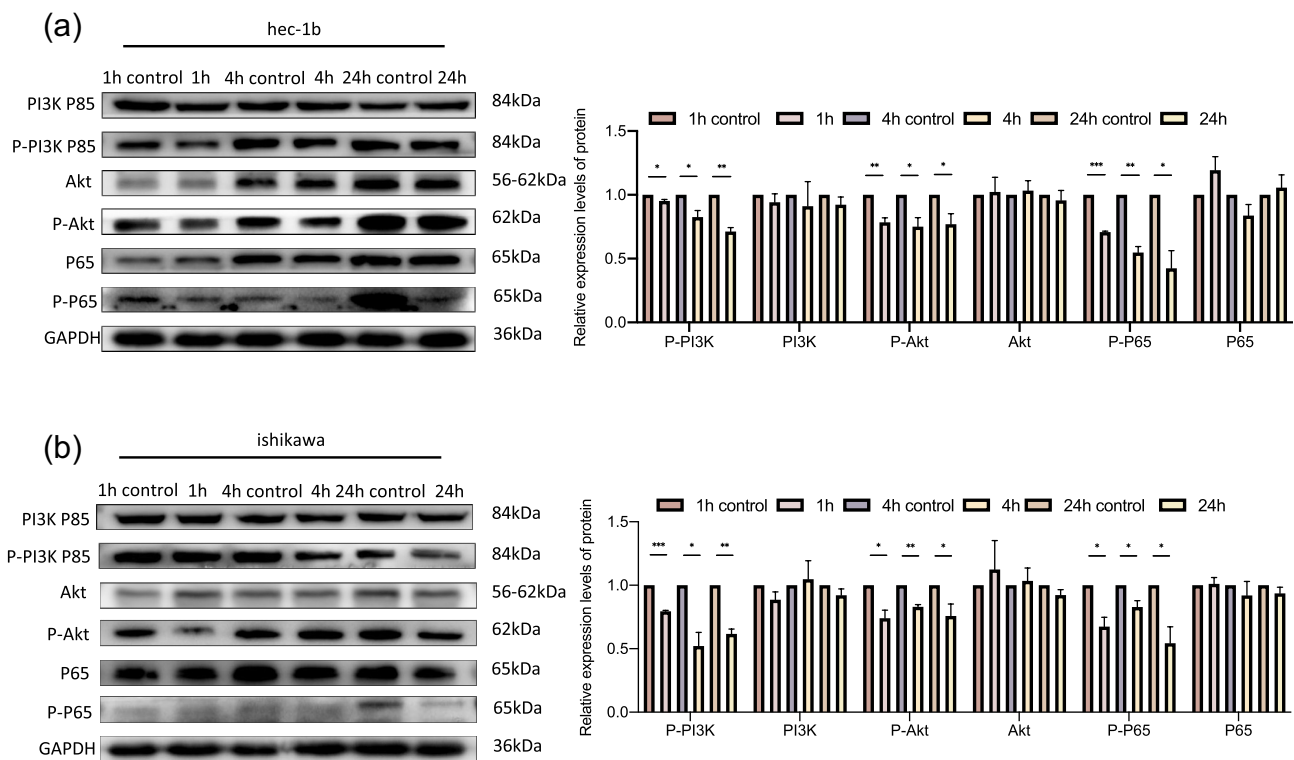 (a)
hec-1b
1h control 1h 4h control 4h 24h control 24h
PI3K P85 84kDa
P-PI3K P85 84kDa
Akt 56-62kDa
P-Akt 62kDa
P65 65kDa
P-P65 65kDa
GAPDH 36kDa
1h control 1h 4h control 4h 24h control 24h
Relative expression levels of protein
1.5
1.0
0.5
0.0
* * ** ** * * *** ** *
P-PI3K PI3K P-Akt Akt P-P65 P65
(b)
ishikawa
1h control 1h 4h control 4h 24h control 24h
PI3K P85 84kDa
P-PI3K P85 84kDa
Akt 56-62kDa
P-Akt 62kDa
P65 65kDa
P-P65 65kDa
GAPDH 36kDa
1h control 1h 4h control 4h 24h control 24h
Relative expression levels of protein
1.5
1.0
0.5
0.0
*** * ** * ** * * * *
P-PI3K PI3K P-Akt Akt P-P65 P65